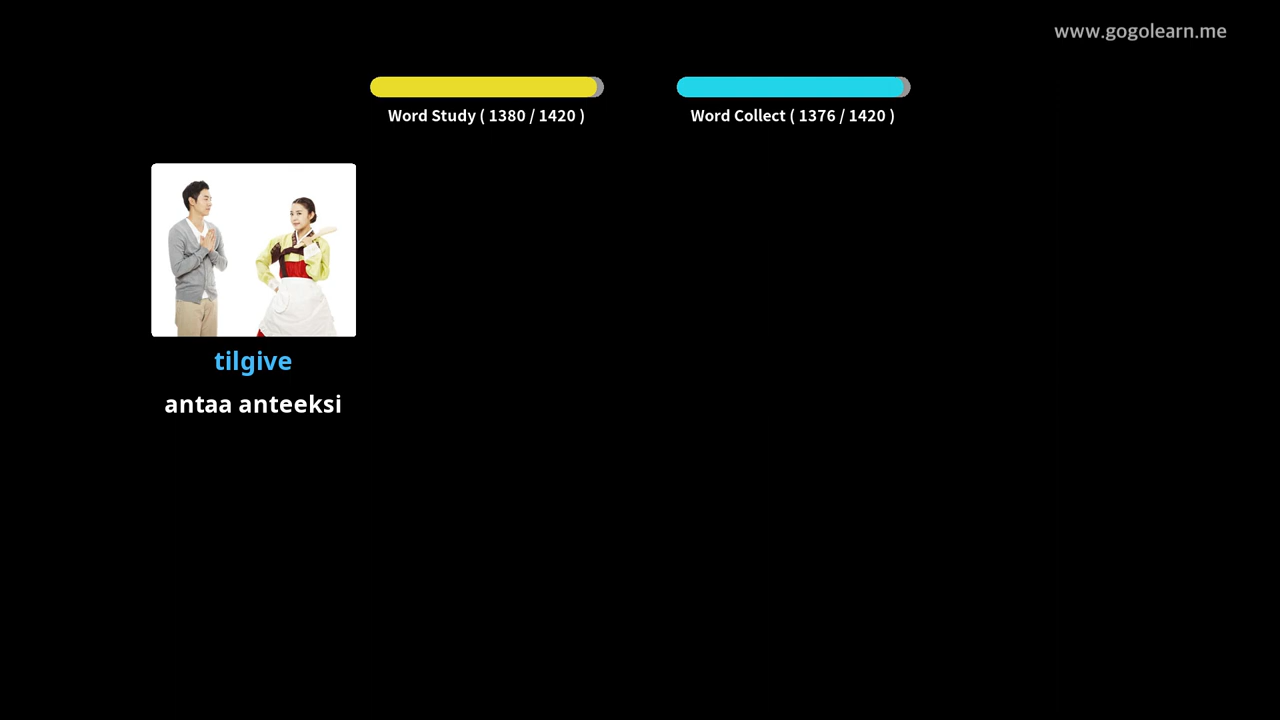 www.gogolearn.me
Word Study ( 1380 / 1420 )
Word Collect ( 1376 / 1420 )
tilgive
antaa anteeksi